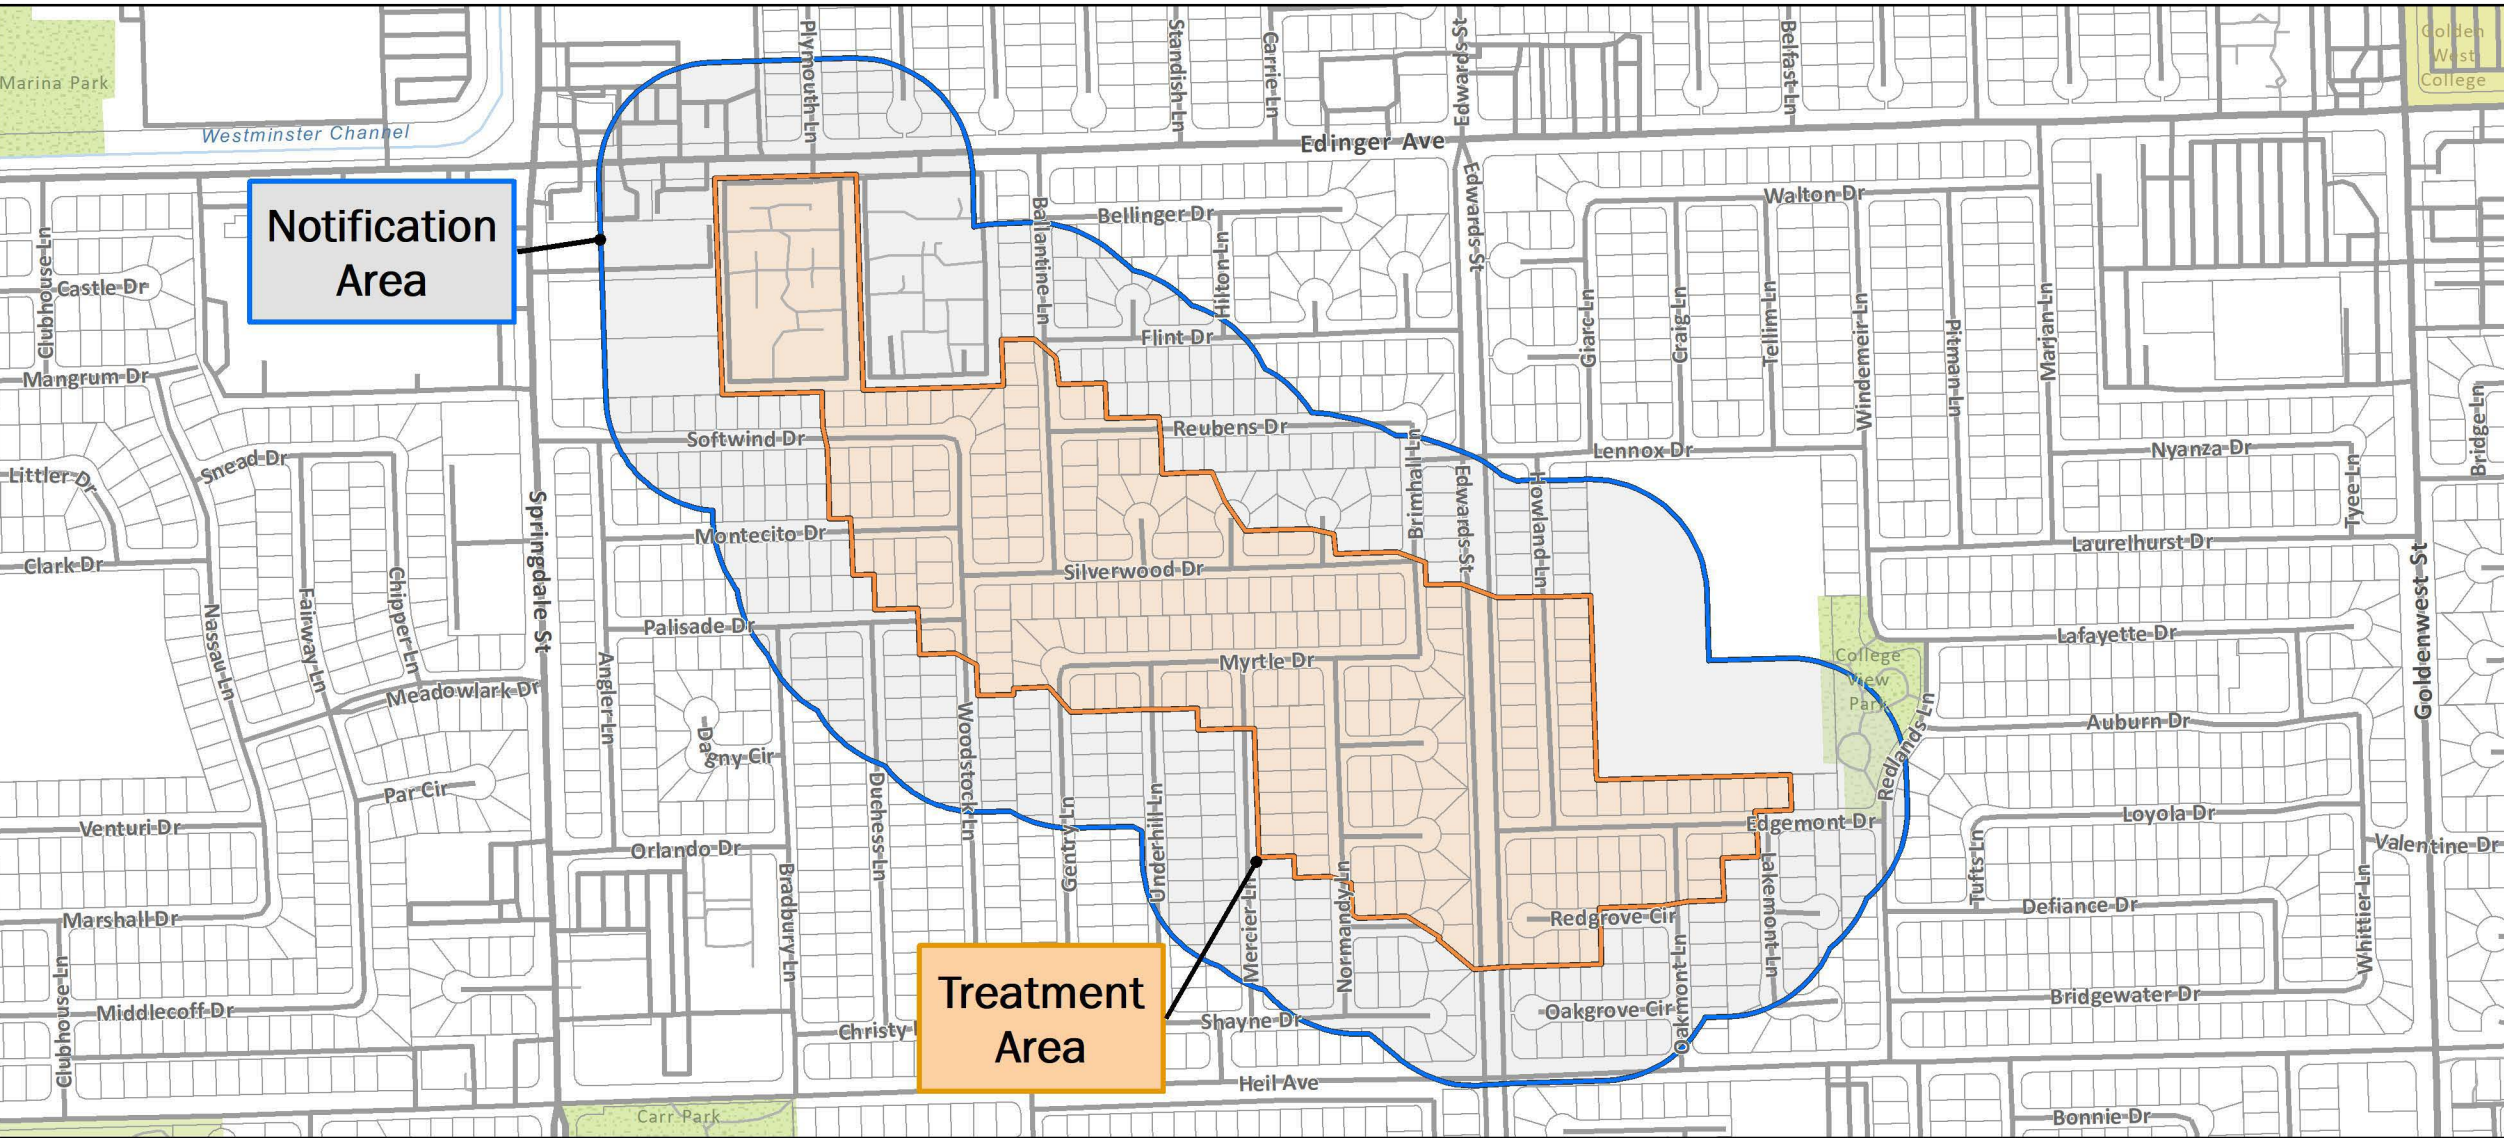 Golden
West
College
Marina Park
Westminster Channel
Plymouth Ln
Standish Ln
Carrie Ln
Edwards St
Belfast Ln
Edinger Ave
Notification
Area
Clubhouse Ln
Castle Dr
Mangrum Dr
Ballantine Ln
Bellinger Dr
Hilton Ln
Flint Dr
Edwards St
Walton Dr
Giarc Ln
Craig Ln
Tellim Ln
Windemeir Ln
Pitman Ln
Marjan Ln
Bridge Ln
Littler Dr
Snead Dr
Softwind Dr
Reubens Dr
Brimhall Ln
Lennox Dr
Nyanza Dr
Tyee Ln
Springdale St
Montecito Dr
Edwards St
Howland Ln
Clark Dr
Silverwood Dr
Laurelhurst Dr
Goldenwest St
Nassau Ln
Fairway Ln
Chipper Ln
Palisade Dr
Lafayette Dr
Meadowlark Dr
Angler Ln
Myrtle Dr
College
View
Park
Dagny Cir
Woodstock Ln
Auburn Dr
Redlands Ln
Par Cir
Duchess Ln
Gentry Ln
Underhill Ln
Venturi Dr
Edgemont Dr
Loyola Dr
Orlando Dr
Valentine Dr
Bradbury Ln
Mercier Ln
Normandy Ln
Lakemont Ln
Tufts Ln
Marshall Dr
Redgrove Cir
Defiance Dr
Whittier Ln
Treatment
Area
Clubhouse Ln
Middlecoff Dr
Christy
Shayne Dr
Oakgrove Cir
Oakmont Ln
Bridgewater Dr
Heil Ave
Carr Park
Bonnie Dr